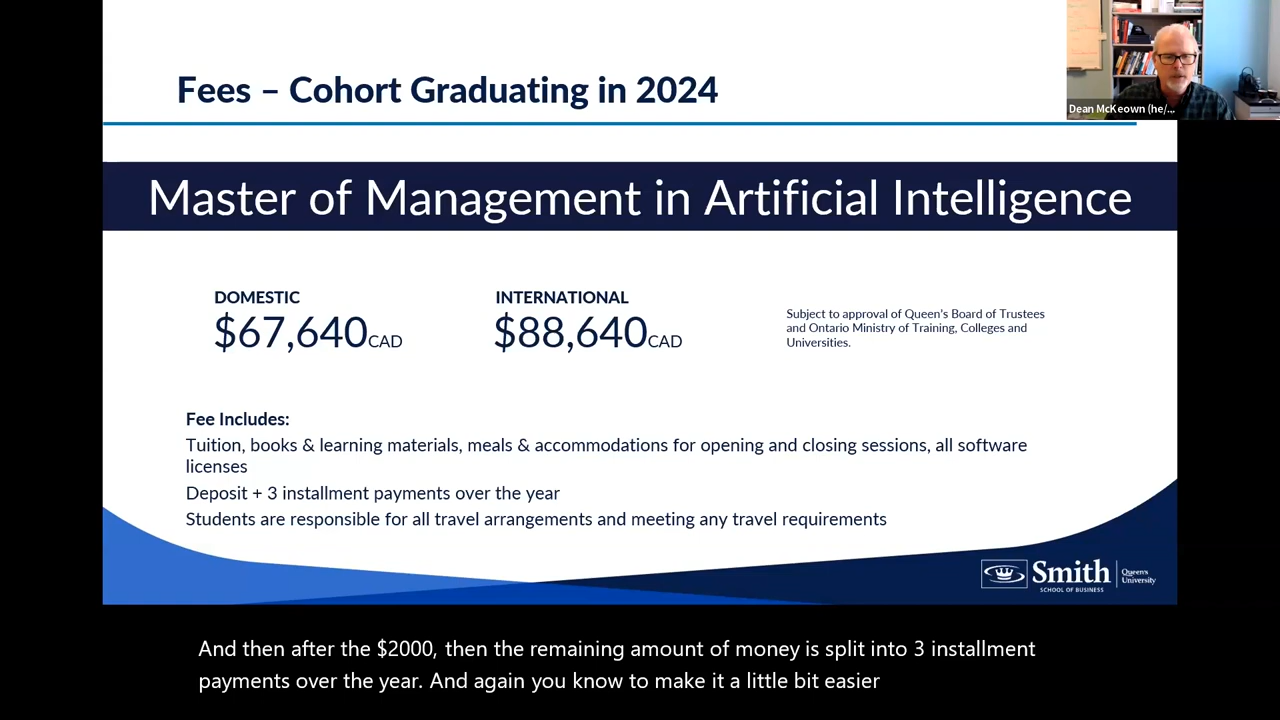 Fees – Cohort Graduating in 2024
Dean McKeown (he/...
Master of Management in Artificial Intelligence
DOMESTIC
$67,640CAD
INTERNATIONAL
$88,640CAD
Subject to approval of Queen's Board of Trustees
and Ontario Ministry of Training, Colleges and
Universities.
Fee Includes:
Tuition, books & learning materials, meals & accommodations for opening and closing sessions, all software
licenses
Deposit + 3 installment payments over the year
Students are responsible for all travel arrangements and meeting any travel requirements
Smith
SCHOOL OF BUSINESS
Queen's
University
And then after the $2000, then the remaining amount of money is split into 3 installment
payments over the year. And again you know to make it a little bit easier